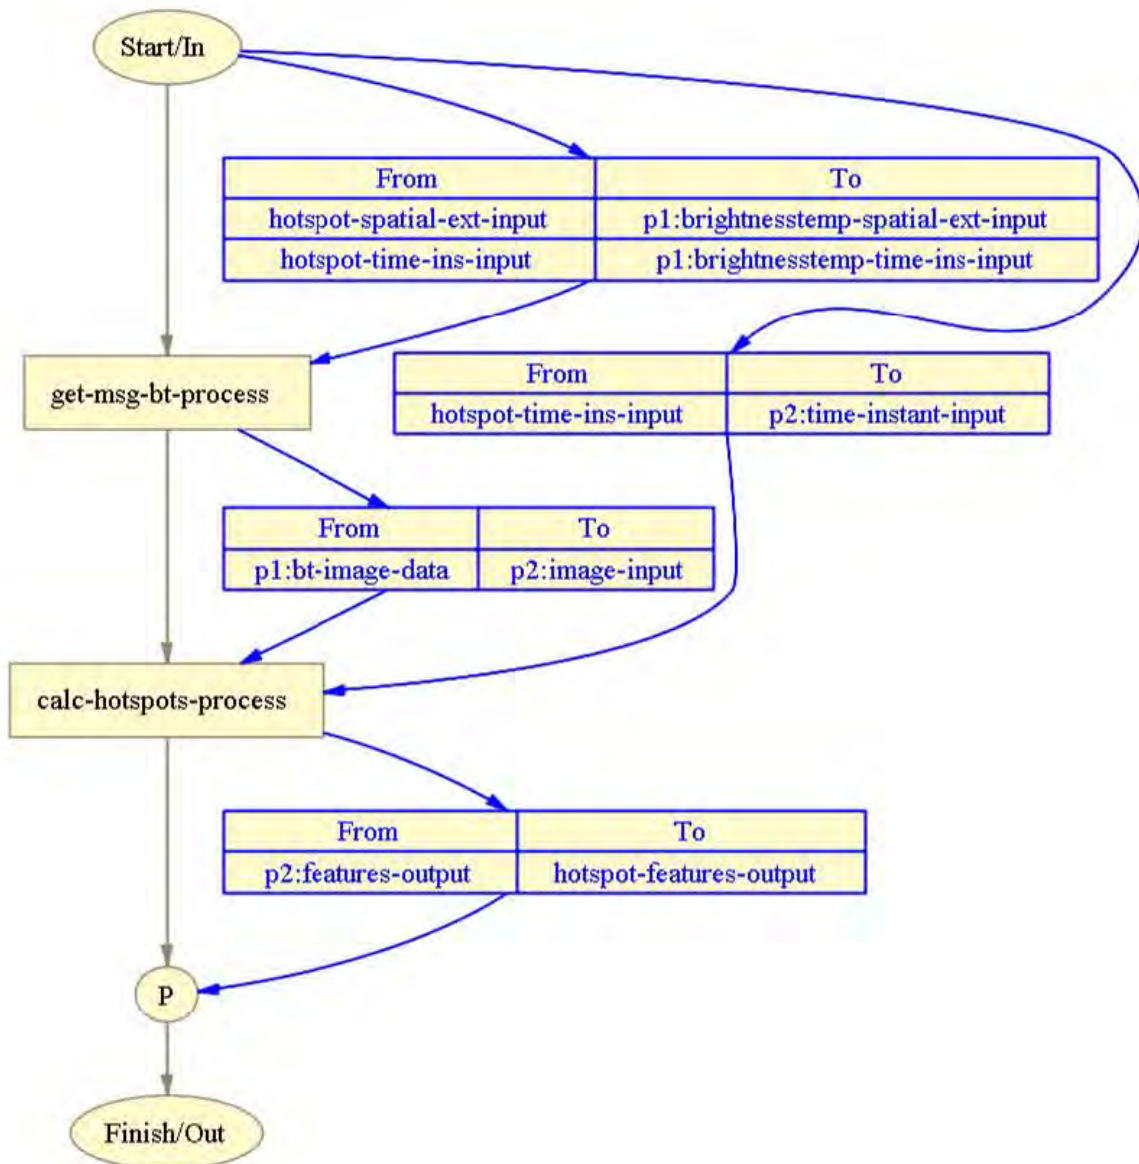 Start/In
From To
hotspot-spatial-ext-input p1:brightnesstemp-spatial-ext-input
hotspot-time-ins-input p1:brightnesstemp-time-ins-input
get-msg-bt-process
From To
hotspot-time-ins-input p2:time-instant-input
From To
p1:bt-image-data p2:image-input
calc-hotspots-process
From To
p2:features-output hotspot-features-output
P
Finish/Out